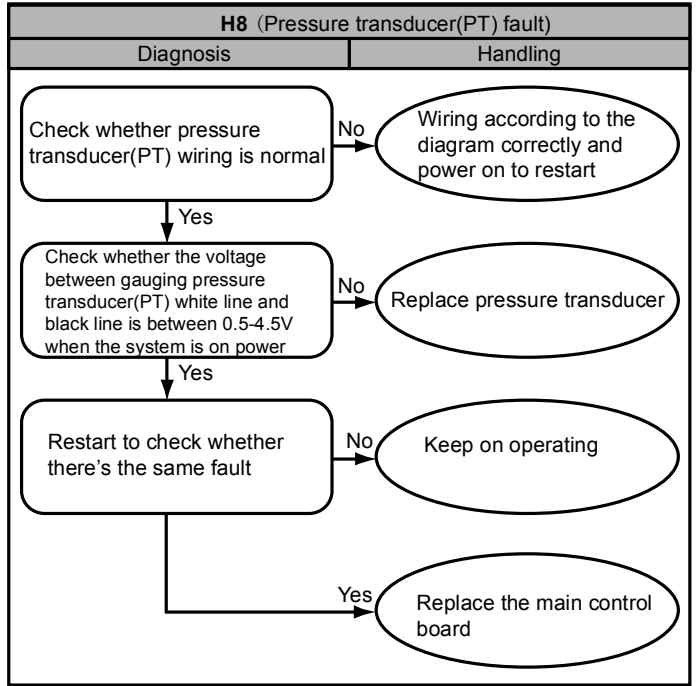 H8 (Pressure transducer(PT) fault)
Diagnosis
Handling
Check whether pressure
transducer(PT) wiring is normal
No
Wiring according to the
diagram correctly and
power on to restart
Yes
Check whether the voltage
between gauging pressure
transducer(PT) white line and
black line is between 0.5-4.5V
when the system is on power
No
Replace pressure transducer
Yes
Restart to check whether
there's the same fault
No
Keep on operating
Yes
Replace the main control
board